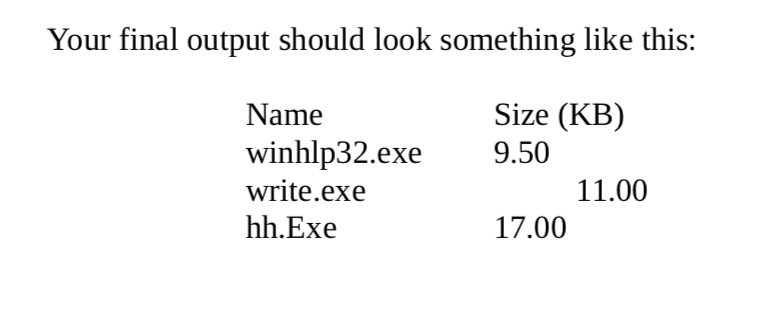 Your final output should look something like this:
Name Size (KB)
winhlp32.exe 9.50
write.exe 11.00
hh.Exe 17.00